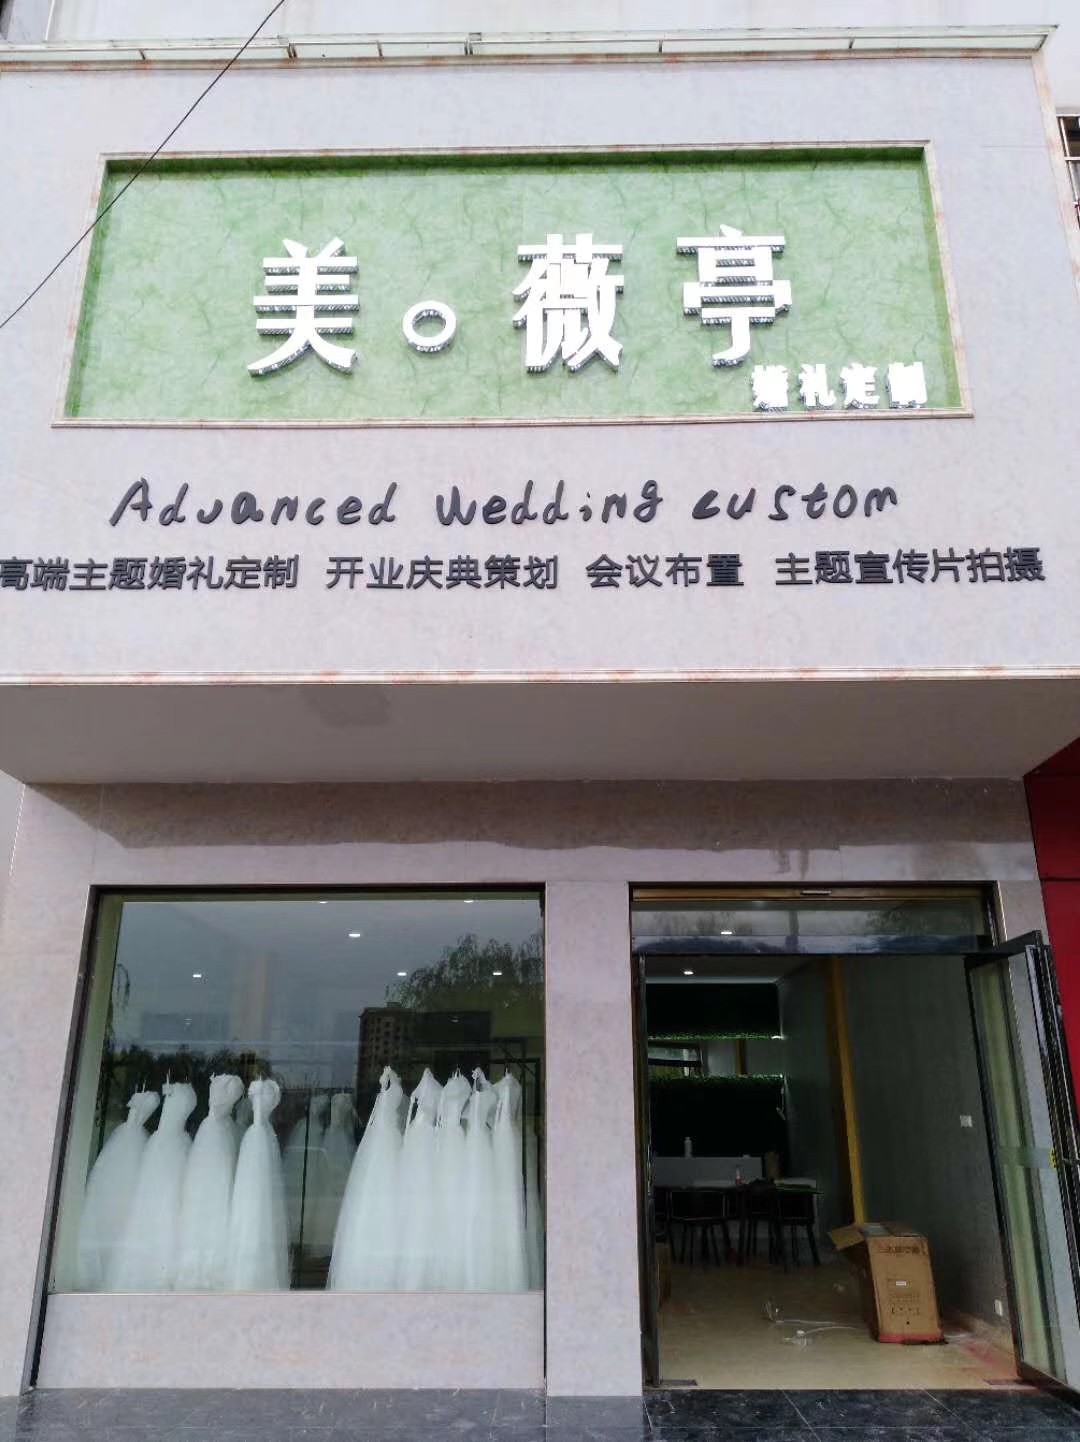 美。薇亭
婚礼定制
Advanced Wedding custom
高端主题婚礼定制 开业庆典策划 会议布置 主题宣传片拍摄